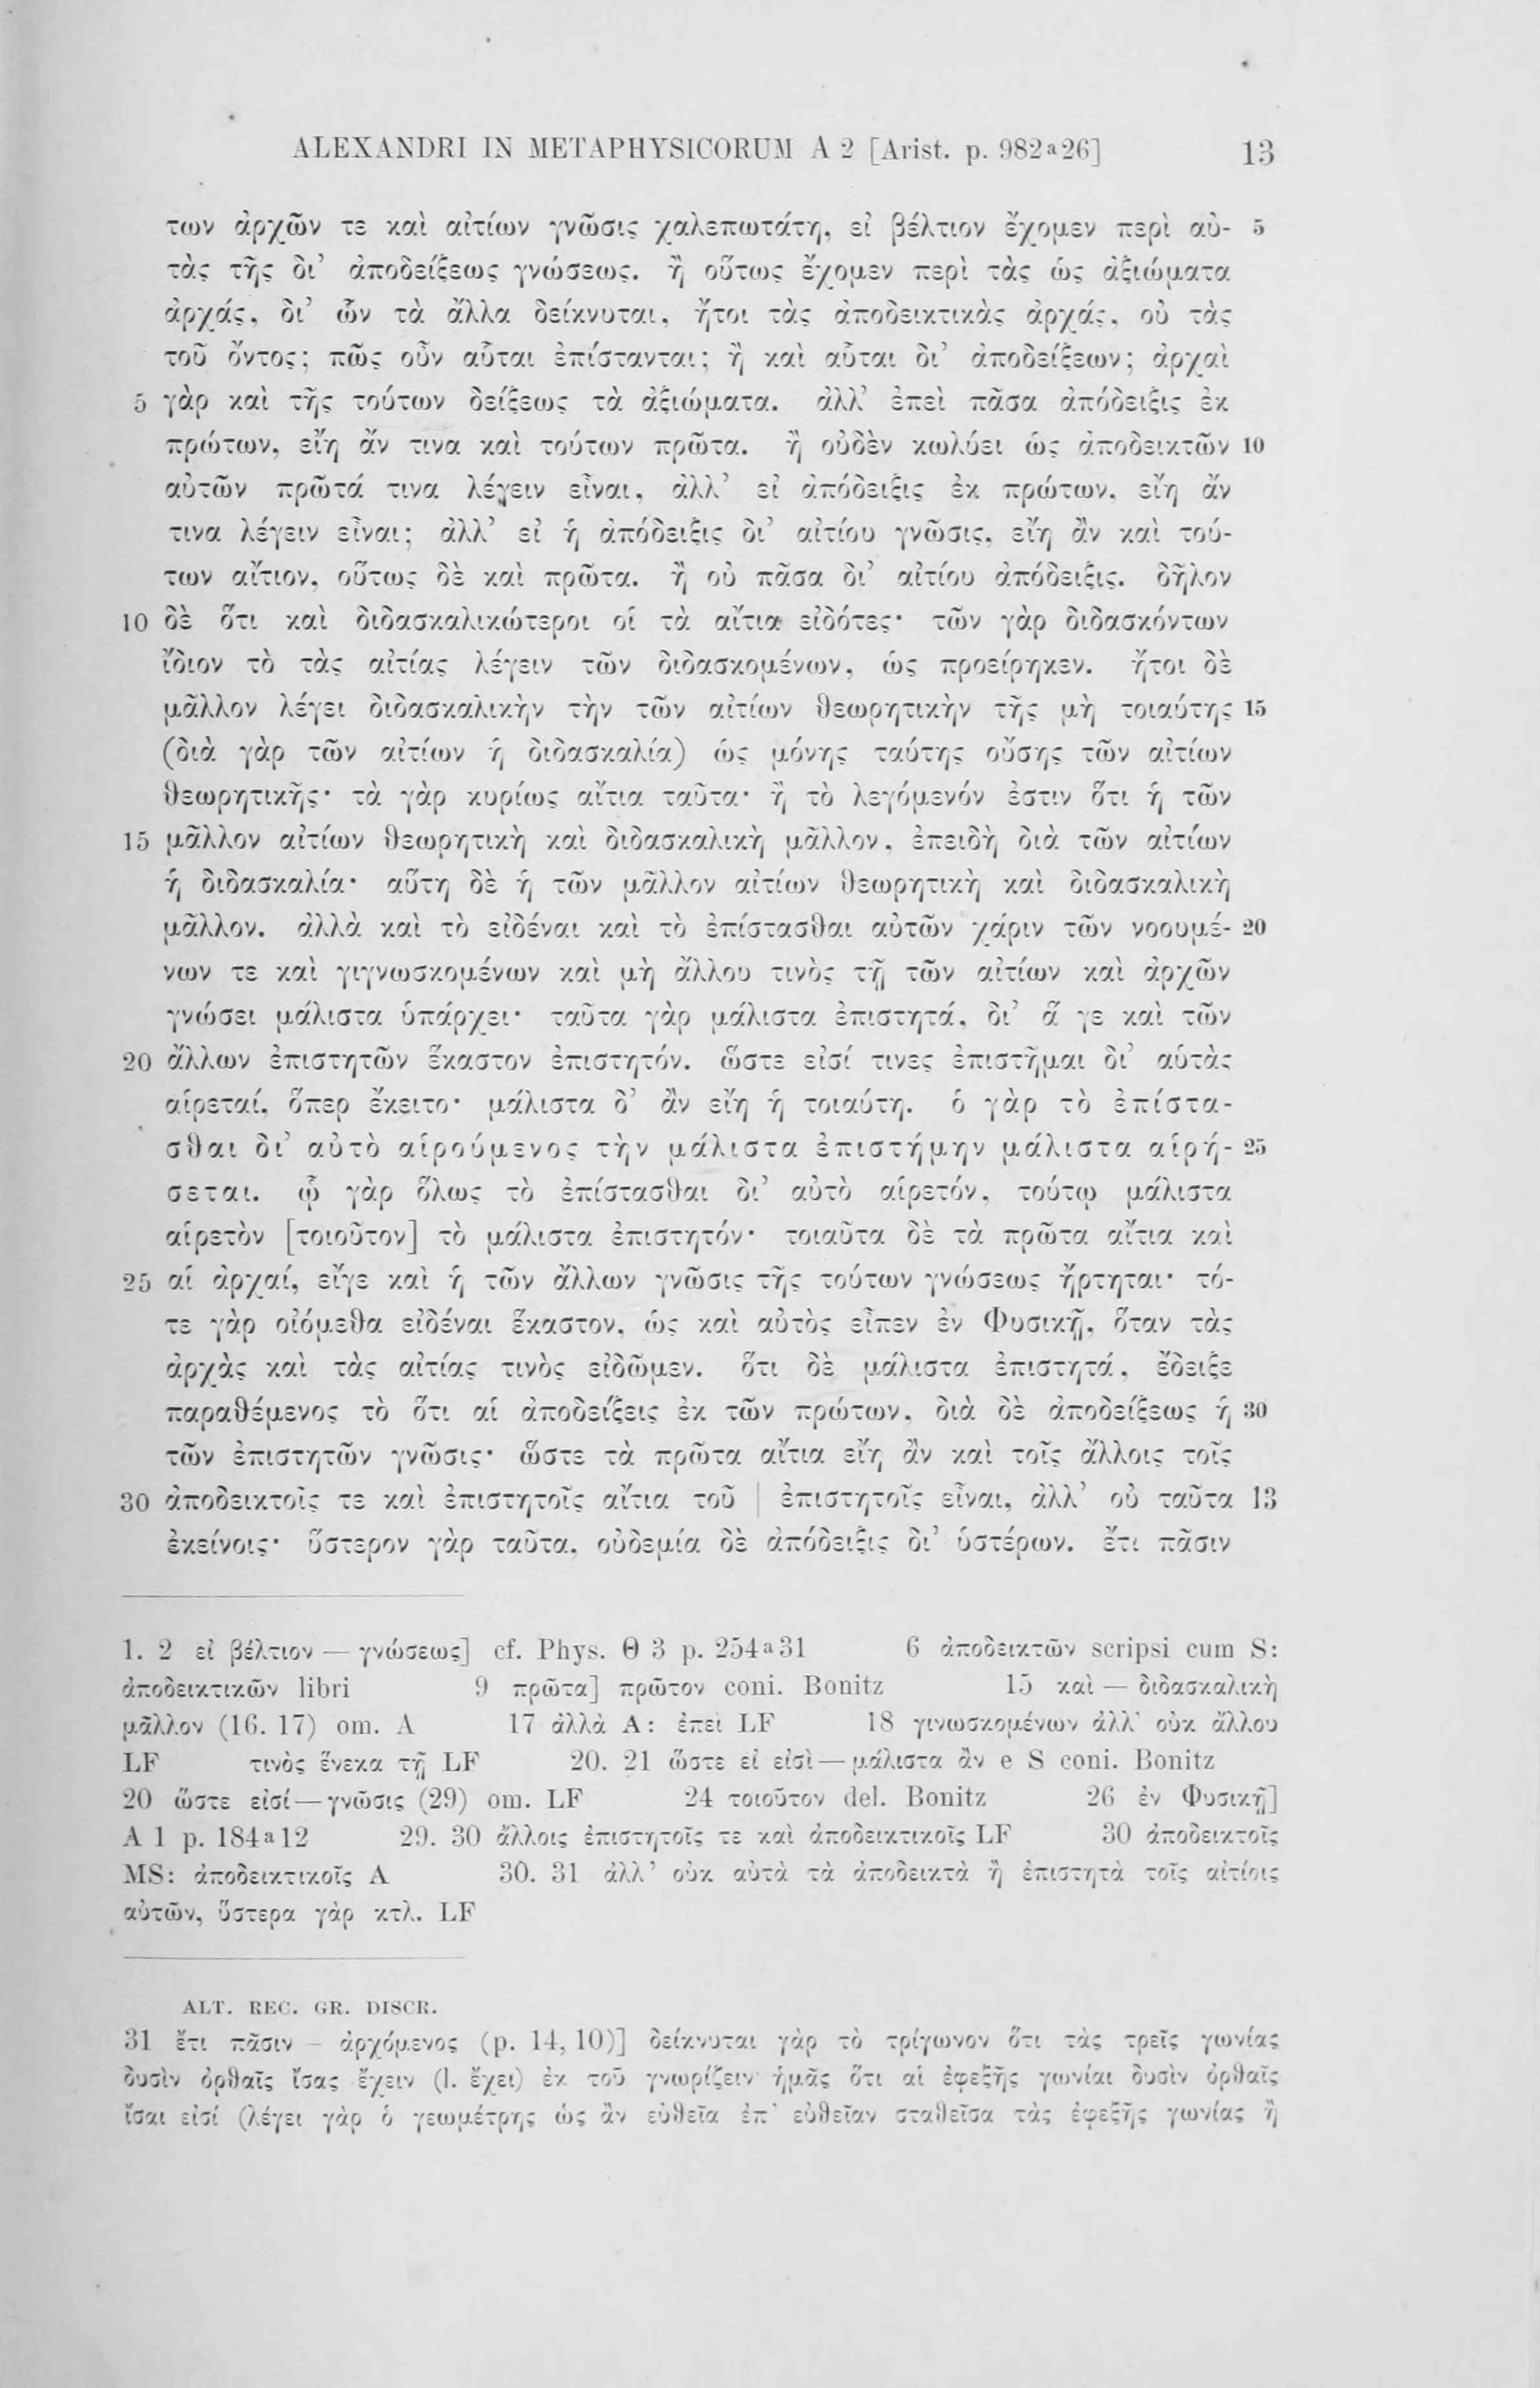 ALEXANDRI IN METAPHYSICORUM A 2 [Arist. p. 982a26] 13
των ἀρχῶν τε καὶ αἰτίων γνῶσις χαλεπωτάτη, εἰ βέλτιον ἔχομεν περὶ αὐ- 5
τὰς τῆς δι’ ἀποδείξεως γνώσεως. ἢ οὕτως ἔχομεν περὶ τὰς ὡς ἀξιώματα
ἀρχάς, δι’ ὧν τὰ ἄλλα δείκνυται, ἤτοι τὰς ἀποδεικτικὰς ἀρχάς, οὐ τὰς
τοῦ ὄντος; πῶς οὖν αὗται ἐπίστανται; ἢ καὶ αὗται δι’ ἀποδείξεων; ἀρχαὶ
5 γὰρ καὶ τῆς τούτων δείξεως τὰ ἀξιώματα. ἀλλ’ ἐπεὶ πᾶσα ἀπόδειξις ἐκ
πρώτων, εἴη ἄν τινα καὶ τούτων πρῶτα. ἢ οὐδὲν κωλύει ὡς ἀποδεικτῶν 10
αὐτῶν πρῶτά τινα λέγειν εἶναι, ἀλλ’ εἰ ἀπόδειξις ἐκ πρώτων, εἴη ἄν
τινα λέγειν εἶναι; ἀλλ’ εἰ ἡ ἀπόδειξις δι’ αἰτίου γνῶσις, εἴη ἂν καὶ τού-
των αἴτιον, οὕτως δὲ καὶ πρῶτα. ἢ οὐ πᾶσα δι’ αἰτίου ἀπόδειξις. δῆλον
10 δὲ ὅτι καὶ διδασκαλικώτεροι οἱ τὰ αἴτια εἰδότες· τῶν γὰρ διδασκόντων
ἴδιον τὸ τὰς αἰτίας λέγειν τῶν διδασκομένων, ὡς προείρηκεν. ἤτοι δὲ
μᾶλλον λέγει διδασκαλικὴν τὴν τῶν αἰτίων θεωρητικὴν τῆς μὴ τοιαύτης 15
(διὰ γὰρ τῶν αἰτίων ἡ διδασκαλία) ὡς μόνης ταύτης οὔσης τῶν αἰτίων
θεωρητικῆς· τὰ γὰρ κυρίως αἴτια ταῦτα· ἢ τὸ λεγόμενόν ἐστιν ὅτι ἡ τῶν
15 μᾶλλον αἰτίων θεωρητικὴ καὶ διδασκαλικὴ μᾶλλον, ἐπειδὴ διὰ τῶν αἰτίων
ἡ διδασκαλία· αὕτη δὲ ἡ τῶν μᾶλλον αἰτίων θεωρητικὴ καὶ διδασκαλικὴ
μᾶλλον. ἀλλὰ καὶ τὸ εἰδέναι καὶ τὸ ἐπίστασθαι αὐτῶν χάριν τῶν νοουμέ- 20
νων τε καὶ γιγνωσκομένων καὶ μὴ ἄλλου τινὸς τῇ τῶν αἰτίων καὶ ἀρχῶν
γνώσει μάλιστα ὑπάρχει· ταῦτα γὰρ μάλιστα ἐπιστητά, δι’ ἅ γε καὶ τῶν
20 ἄλλων ἐπιστητῶν ἕκαστον ἐπιστητόν. ὥστε εἰσί τινες ἐπιστῆμαι δι’ αὑτὰς
αἱρεταί, ὅπερ ἔκειτο· μάλιστα δ’ ἂν εἴη ἡ τοιαύτη. ὁ γὰρ τὸ ἐπίστα-
σθαι δι’ αὐτὸ αἱρούμενος τὴν μάλιστα ἐπιστήμην μάλιστα αἱρή- 25
σεται. ᾧ γὰρ ὅλως τὸ ἐπίστασθαι δι’ αὐτὸ αἱρετόν, τούτῳ μάλιστα
αἱρετὸν [τοιοῦτον] τὸ μάλιστα ἐπιστητόν· τοιαῦτα δὲ τὰ πρῶτα αἴτια καὶ
25 αἱ ἀρχαί, εἴγε καὶ ἡ τῶν ἄλλων γνῶσις τῆς τούτων γνώσεως ἤρτηται· τό-
τε γὰρ οἰόμεθα εἰδέναι ἕκαστον, ὡς καὶ αὐτὸς εἶπεν ἐν Φυσικῇ, ὅταν τὰς
ἀρχὰς καὶ τὰς αἰτίας τινὸς εἰδῶμεν. ὅτι δὲ μάλιστα ἐπιστητά, ἔδειξε
παραθέμενος τὸ ὅτι αἱ ἀποδείξεις ἐκ τῶν πρώτων, διὰ δὲ ἀποδείξεως ἡ 30
τῶν ἐπιστητῶν γνῶσις· ὥστε τὰ πρῶτα αἴτια εἴη ἂν καὶ τοῖς ἄλλοις τοῖς
30 ἀποδεικτοῖς τε καὶ ἐπιστητοῖς αἴτια τοῦ | ἐπιστητοῖς εἶναι, ἀλλ’ οὐ ταῦτα 13
ἐκείνοις· ὕστερον γὰρ ταῦτα, οὐδεμία δὲ ἀπόδειξις δι’ ὑστέρων. ἔτι πᾶσιν
1. 2 εἰ βέλτιον — γνώσεως] cf. Phys. Θ 3 p. 254a31 6 ἀποδεικτῶν scripsi cum S:
ἀποδεικτικῶν libri 9 πρῶτα] πρῶτον coni. Bonitz 15 καὶ — διδασκαλικὴ
μᾶλλον (16. 17) om. A 17 ἀλλὰ A: ἐπεὶ LF 18 γινωσκομένων ἀλλ’ οὐκ ἄλλου
LF τινὸς ἕνεκα τῇ LF 20. 21 ὥστε εἰ εἰσὶ — μάλιστα ἂν e S coni. Bonitz
20 ὥστε εἰσί — γνῶσις (29) om. LF 24 τοιοῦτον del. Bonitz 26 ἐν Φυσικῇ]
A 1 p. 184a12 29. 30 ἄλλοις ἐπιστητοῖς τε καὶ ἀποδεικτικοῖς LF 30 ἀποδεικτοῖς
MS: ἀποδεικτικοῖς A 30. 31 ἀλλ’ οὐκ αὐτὰ τὰ ἀποδεικτὰ ἢ ἐπιστητὰ τοῖς αἰτίοις
αὐτῶν, ὕστερα γὰρ κτλ. LF
ALT. REC. GR. DISCR.
31 ἔτι πᾶσιν – ἀρχόμενος (p. 14, 10)] δείκνυται γὰρ τὸ τρίγωνον ὅτι τὰς τρεῖς γωνίας
δυσὶν ὀρθαῖς ἴσας ἔχειν (l. ἔχει) ἐκ τοῦ γνωρίζειν ἡμᾶς ὅτι αἱ ἐφεξῆς γωνίαι δυσὶν ὀρθαῖς
ἴσαι εἰσί (λέγει γὰρ ὁ γεωμέτρης ὡς ἂν εὐθεῖα ἐπ’ εὐθεῖαν σταθεῖσα τὰς ἐφεξῆς γωνίας ἢ